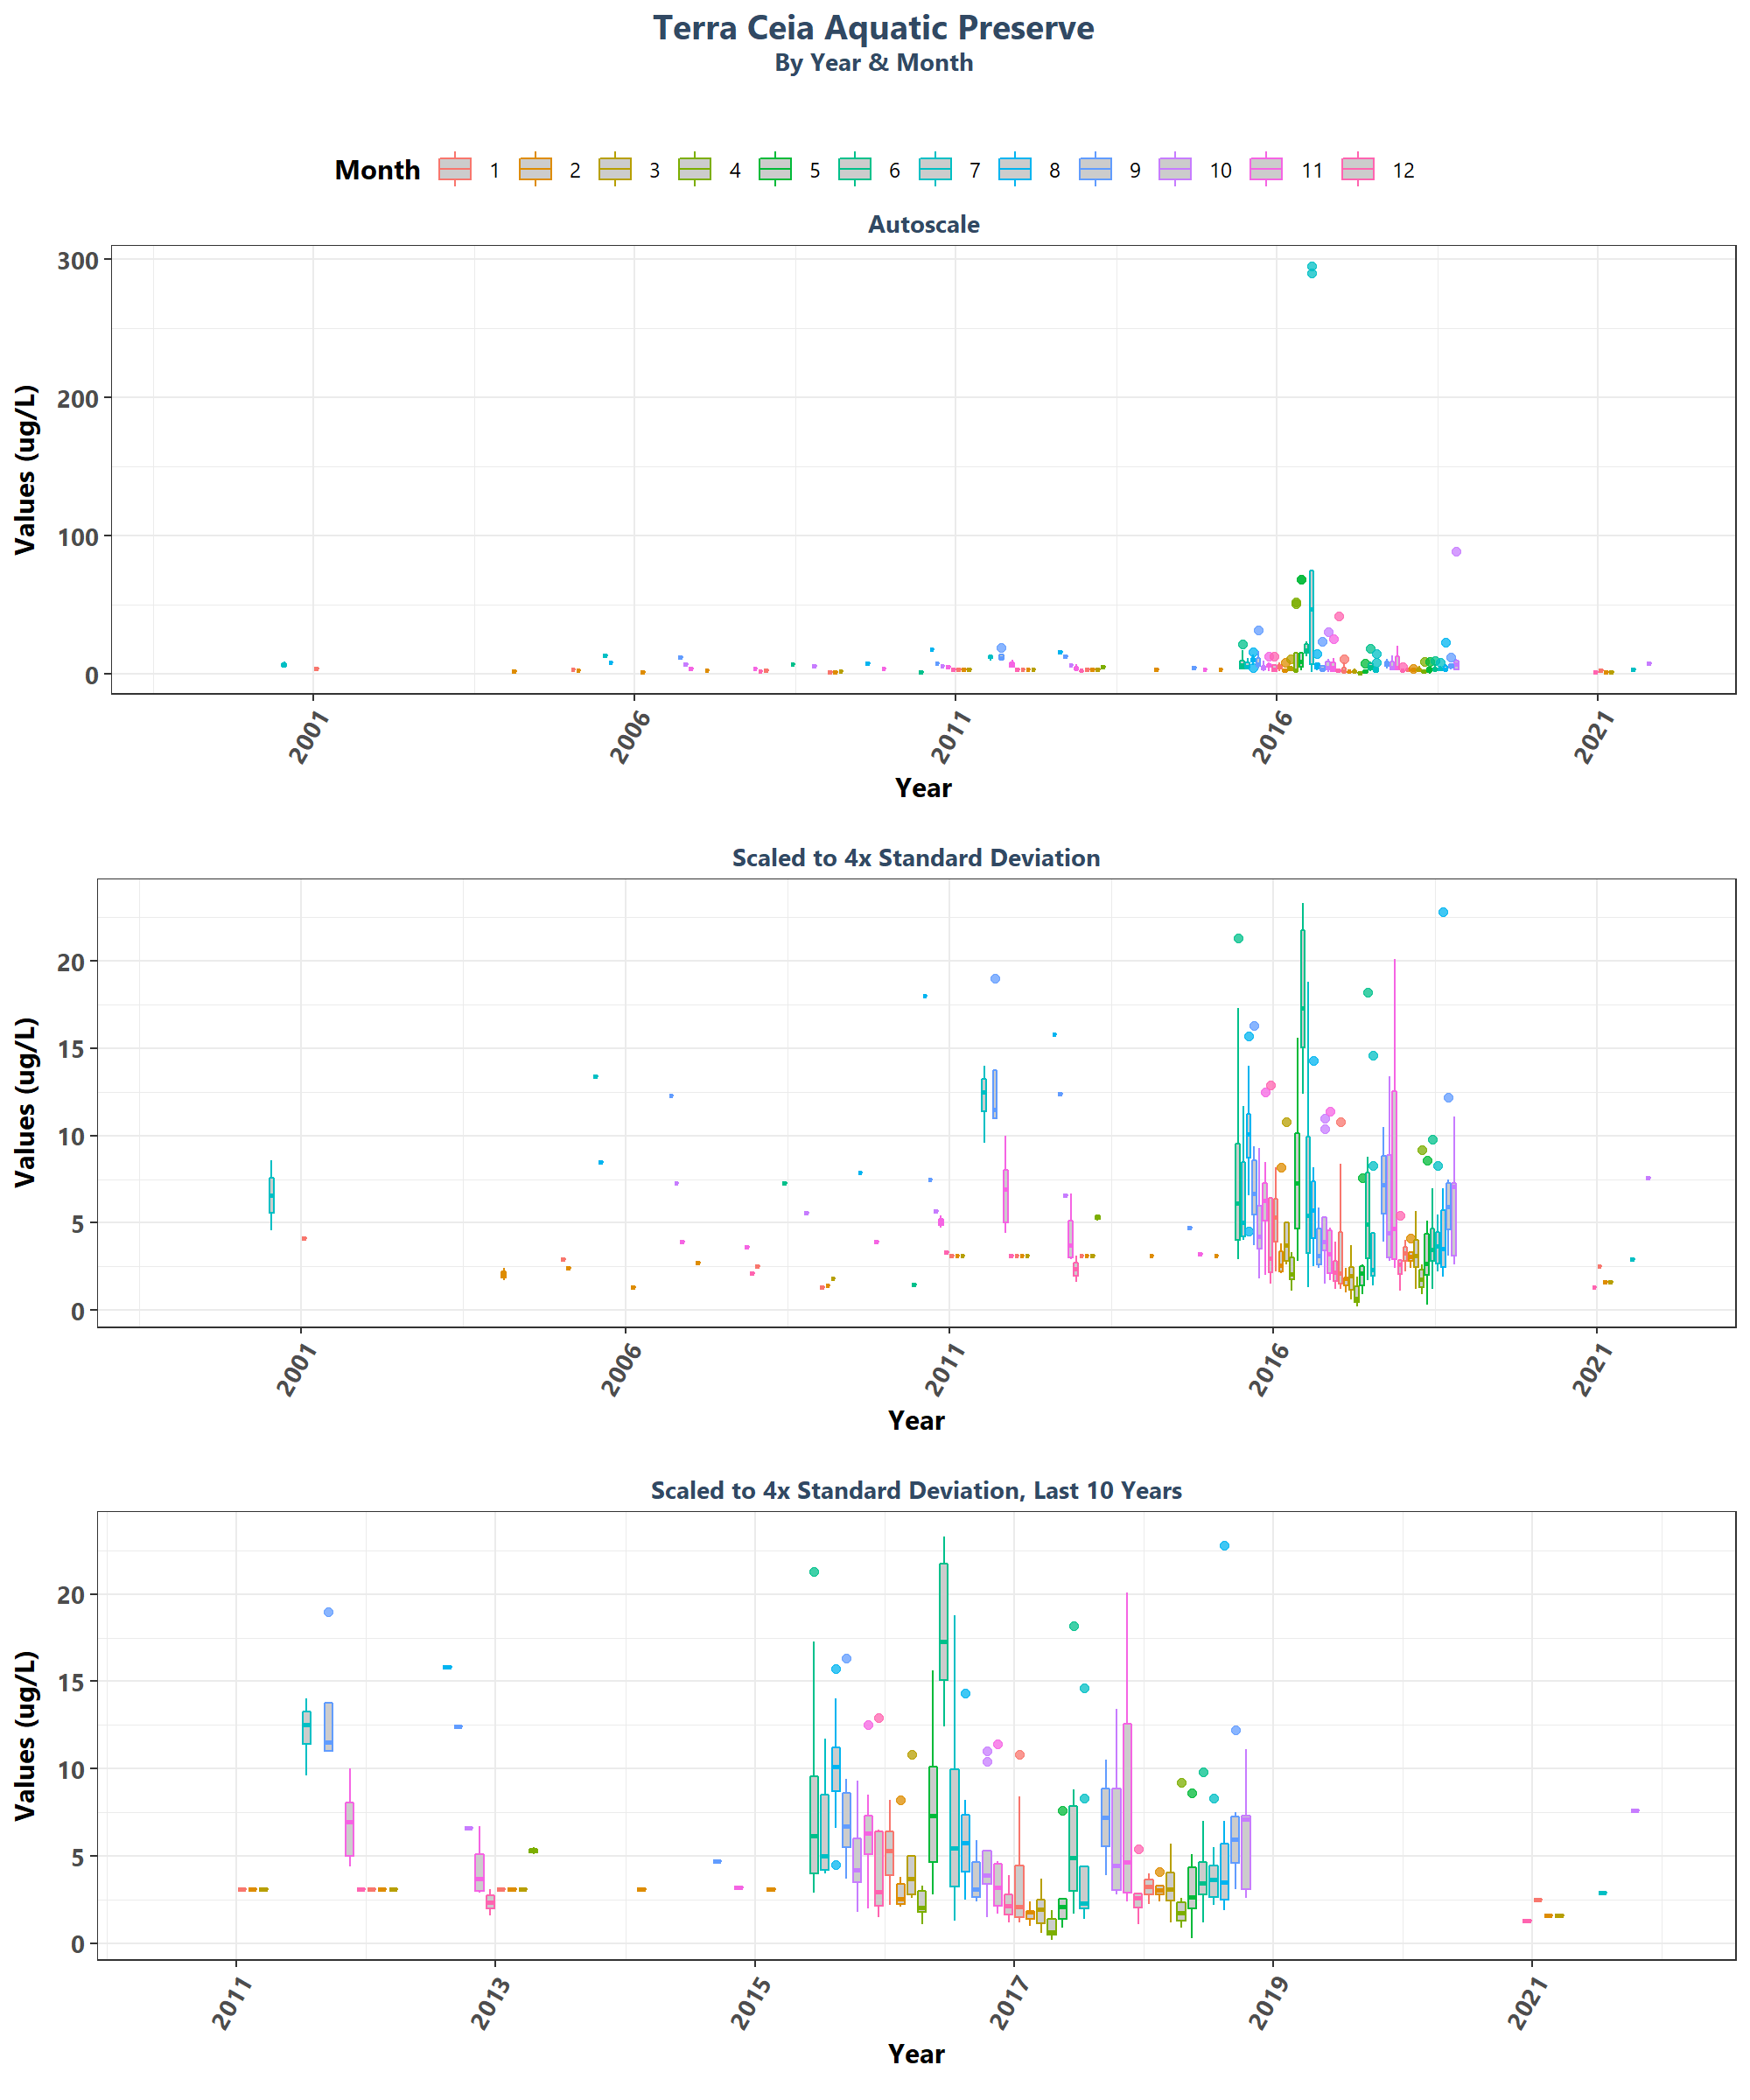 Terra Ceia Aquatic Preserve
By Year & Month
Month 1 2 3 4 5 6 7 8 9 10 11 12
Autoscale
300
200
100
0
Values (ug/L)
2001 2006 2011 2016 2021
Year
Scaled to 4x Standard Deviation
20
15
10
5
0
Values (ug/L)
2001 2006 2011 2016 2021
Year
Scaled to 4x Standard Deviation, Last 10 Years
20
15
10
5
0
Values (ug/L)
2011 2013 2015 2017 2019 2021
Year